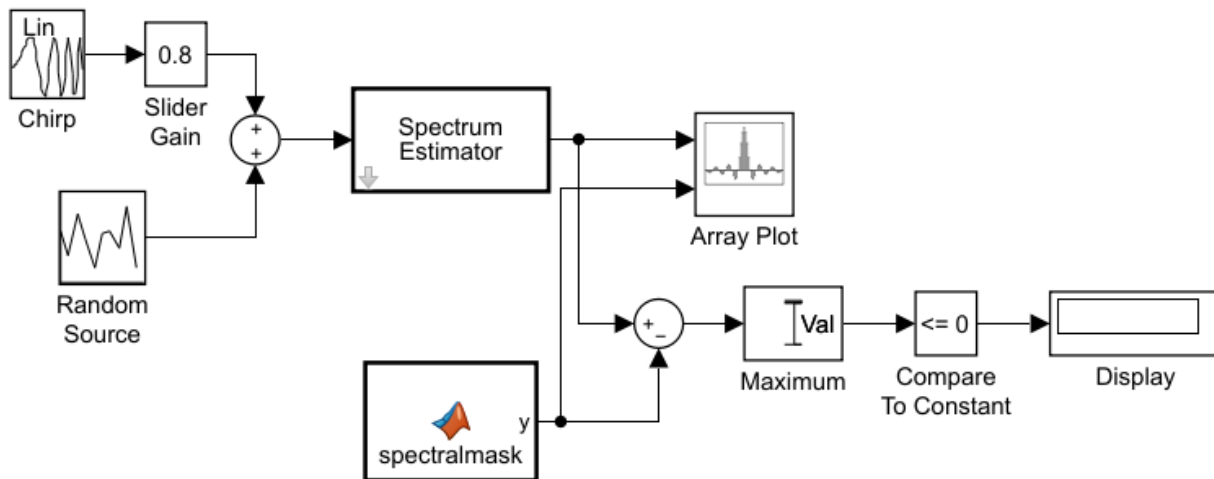 Lin
Chirp
0.8
Slider
Gain
+
+
Random
Source
Spectrum
Estimator
Array Plot
y
spectralmask
+
−
Val
Maximum
<= 0
Compare
To Constant
Display